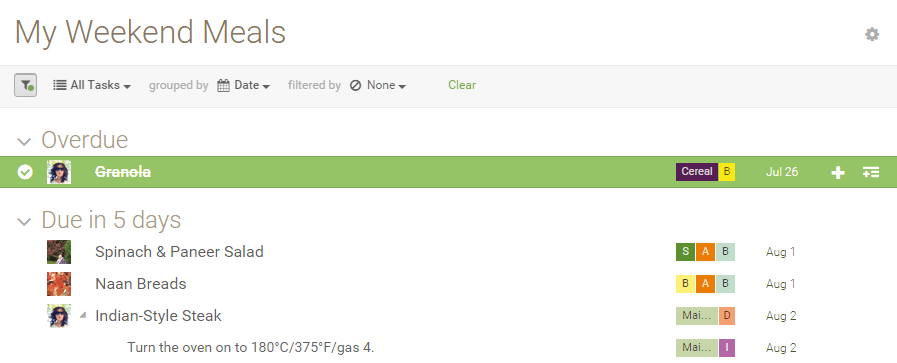 My Weekend Meals
All Tasks grouped by Date filtered by None Clear
Overdue
Granola Cereal B Jul 26
Due in 5 days
Spinach & Paneer Salad S A B Aug 1
Naan Breads B A B Aug 1
Indian-Style Steak Mai... D Aug 2
Turn the oven on to 180°C/375°F/gas 4. Mai... I Aug 2